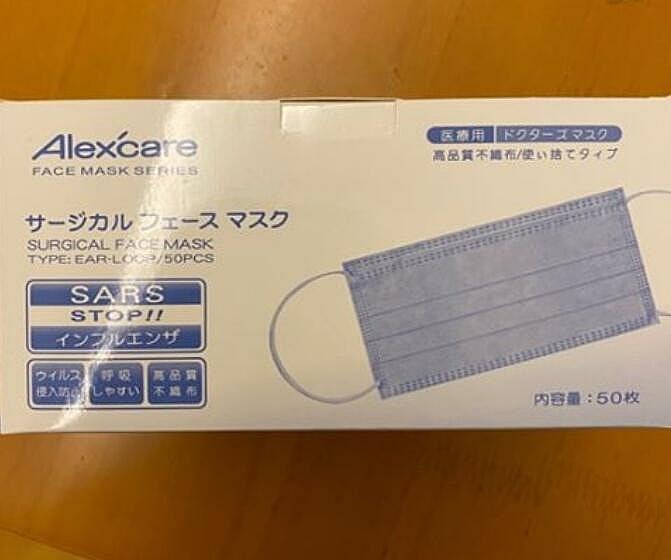 Alex'care
FACE MASK SERIES
医療用 ドクターズマスク
高品質不織布/使い捨てタイプ
サージカル フェース マスク
SURGICAL FACE MASK
TYPE: EAR-LOOP/50PCS
SARS
STOP!!
インフルエンザ
ウイルス
侵入防止
呼吸
しやすい
高品質
不織布
内容量：50枚